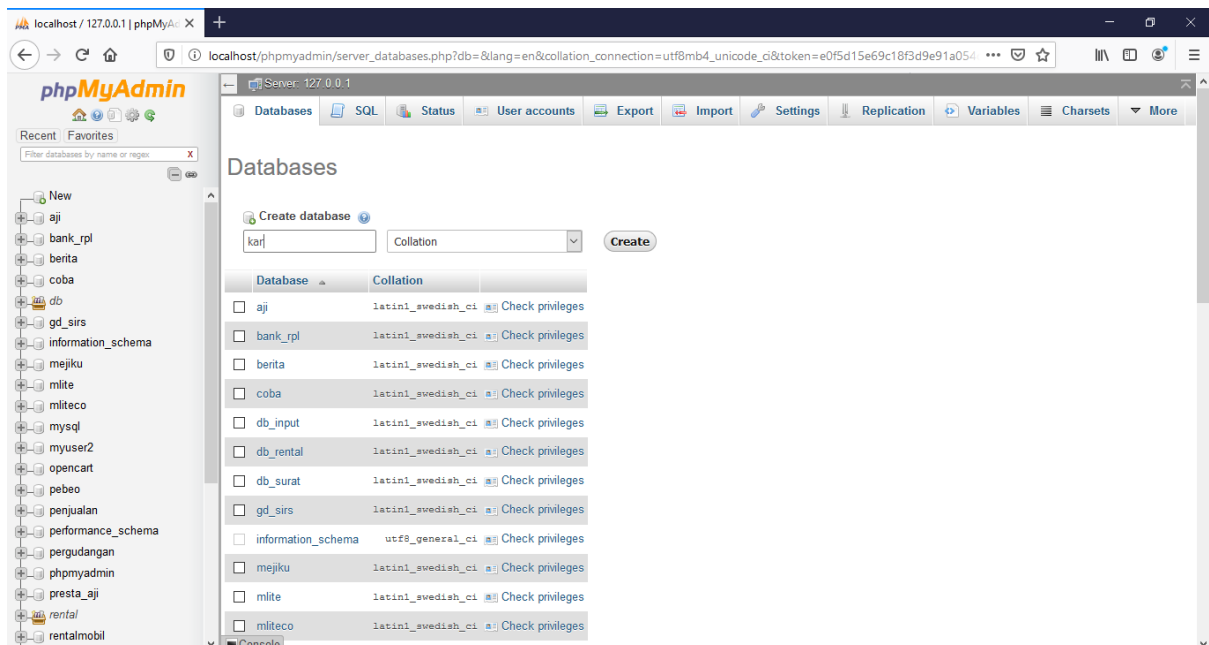 localhost / 127.0.0.1 | phpMyAd
localhost/phpmyadmin/server_databases.php?db=&lang=en&collation_connection=utf8mb4_unicode_ci&token=e0f5d15e69c18f3d9e91a054
phpMyAdmin
Recent Favorites
Filter databases by name or regex X
New
aji
bank_rpl
berita
coba
db
gd_sirs
information_schema
mejiku
mlite
mliteco
mysql
myuser2
opencart
pebeo
penjualan
performance_schema
pergudangan
phpmyadmin
presta_aji
rental
rentalmobil
Server: 127.0.0.1
Databases SQL Status User accounts Export Import Settings Replication Variables Charsets More
Databases
Create database
kar Collation Create
Database Collation
aji latin1_swedish_ci Check privileges
bank_rpl latin1_swedish_ci Check privileges
berita latin1_swedish_ci Check privileges
coba latin1_swedish_ci Check privileges
db_input latin1_swedish_ci Check privileges
db_rental latin1_swedish_ci Check privileges
db_surat latin1_swedish_ci Check privileges
gd_sirs latin1_swedish_ci Check privileges
information_schema utf8_general_ci Check privileges
mejiku latin1_swedish_ci Check privileges
mlite latin1_swedish_ci Check privileges
mliteco latin1_swedish_ci Check privileges
Console